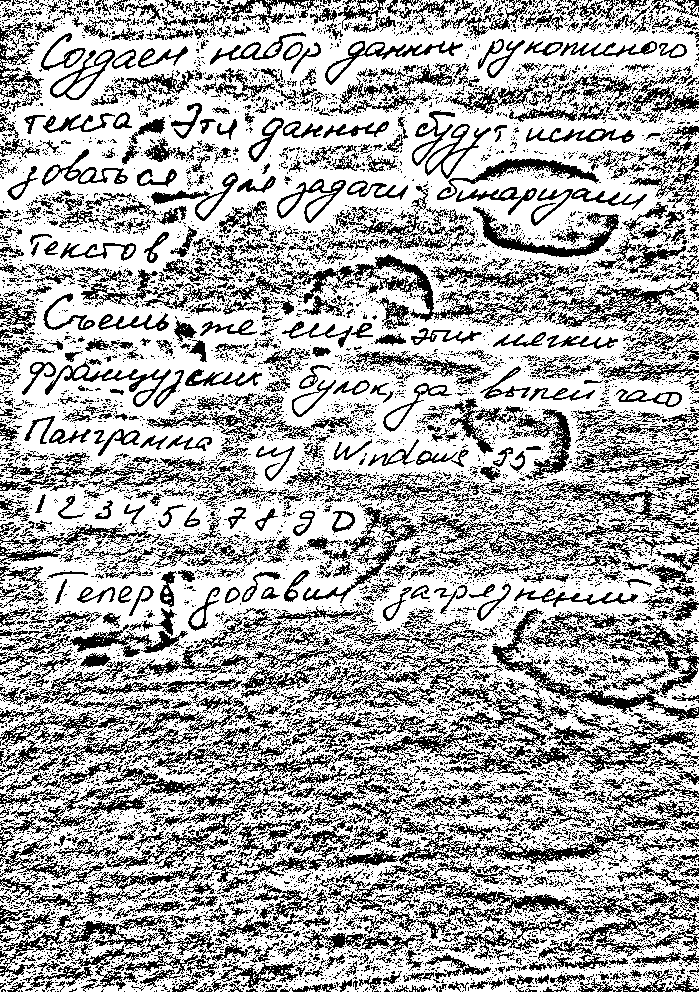 Создаем набор данных рукописного
текста. Эти данные будут исполь-
зоваться для задачи бинаризации
текстов.
Съешь же ещё этих мягких
французских булок, да выпей чаю
Панграмма из Windows 95
1 2 3 4 5 6 7 8 9 0
Теперь добавим загрязнений